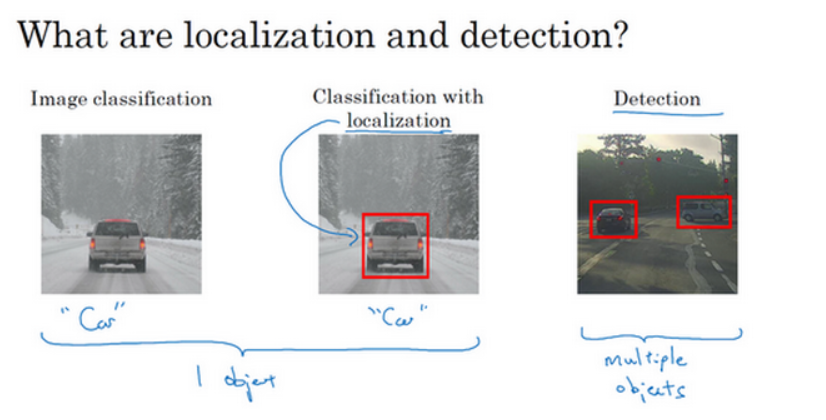 What are localization and detection?
Image classification
Classification with
localization
Detection
"Car"
"Car"
1 object
multiple
objects